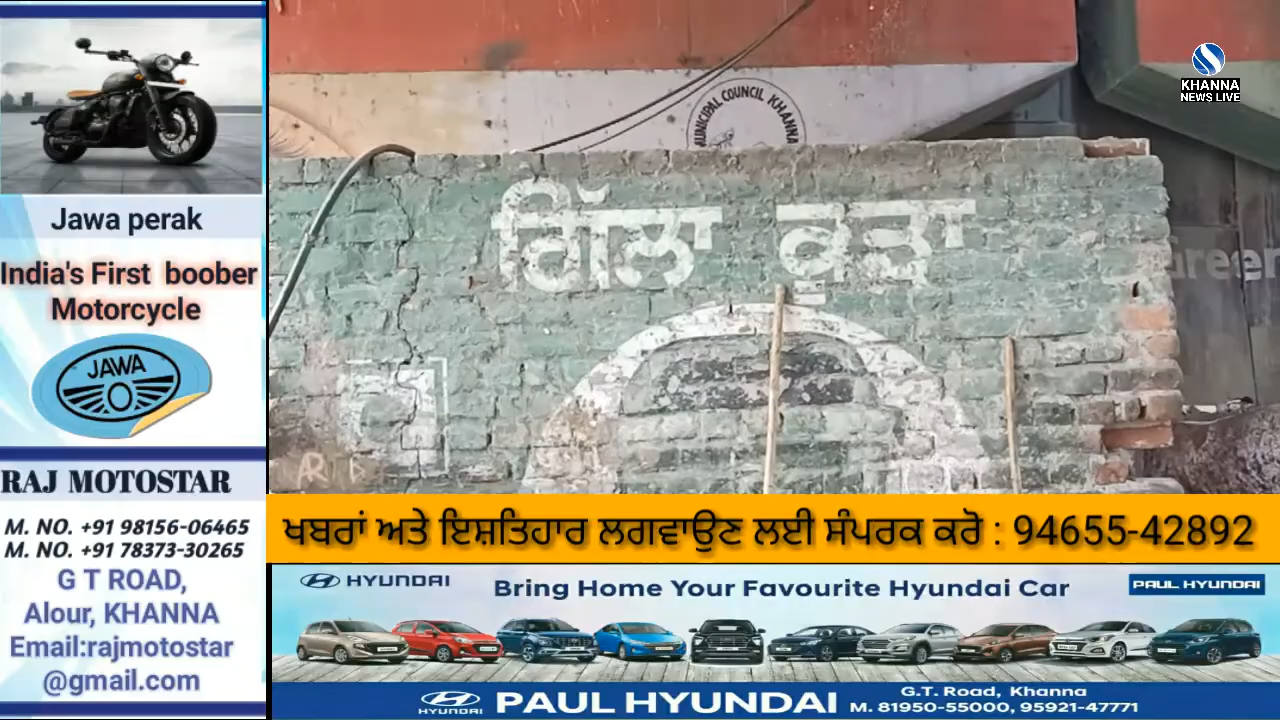 Jawa perak
India's First boober
Motorcycle
JAWA
RAJ MOTOSTAR
M. NO. +91 98156-06465
M. NO. +91 78373-30265
G T ROAD,
Alour, KHANNA
Email:rajmotostar
@gmail.com
KHANNA
NEWS LIVE
MUNICIPAL COUNCIL KHANNA
ਗਿੱਲਾ ਕੂੜਾ
Green
ਖਬਰਾਂ ਅਤੇ ਇਸ਼ਤਿਹਾਰ ਲਗਵਾਉਣ ਲਈ ਸੰਪਰਕ ਕਰੋ : 94655-42892
HYUNDAI
Bring Home Your Favourite Hyundai Car
PAUL HYUNDAI
HYUNDAI
PAUL HYUNDAI
G.T. Road, Khanna
M. 81950-55000, 95921-47771